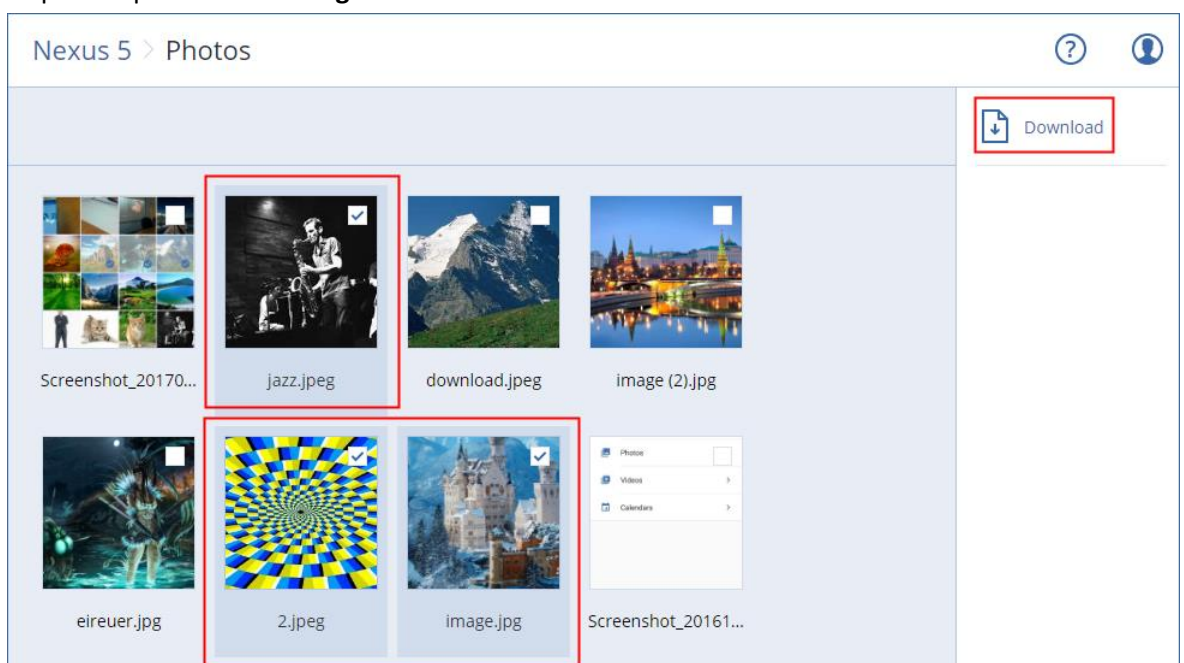 Nexus 5 > Photos
?
Download
Screenshot_20170...
jazz.jpeg
download.jpeg
image (2).jpg
Photos
Videos
Calendars
eireuer.jpg
2.jpeg
image.jpg
Screenshot_20161...